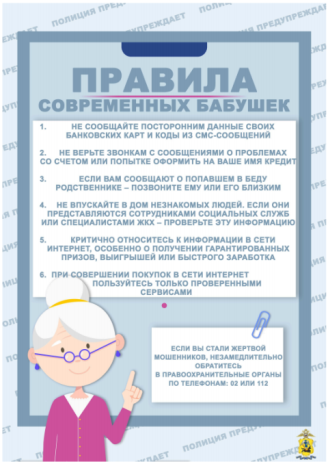 ПОЛИЦИЯ ПРЕДУПРЕЖДАЕТ
ПРАВИЛА
СОВРЕМЕННЫХ БАБУШЕК
1. НЕ СООБЩАЙТЕ ПОСТОРОННИМ ДАННЫЕ СВОИХ
БАНКОВСКИХ КАРТ И КОДЫ ИЗ СМС-СООБЩЕНИЙ
2. НЕ ВЕРЬТЕ ЗВОНКАМ С СООБЩЕНИЯМИ О ПРОБЛЕМАХ
СО СЧЕТОМ ИЛИ ПОПЫТКЕ ОФОРМИТЬ НА ВАШЕ ИМЯ КРЕДИТ
3. ЕСЛИ ВАМ СООБЩАЮТ О ПОПАВШЕМ В БЕДУ
РОДСТВЕННИКЕ – ПОЗВОНИТЕ ЕМУ ИЛИ ЕГО БЛИЗКИМ
4. НЕ ВПУСКАЙТЕ В ДОМ НЕЗНАКОМЫХ ЛЮДЕЙ. ЕСЛИ ОНИ
ПРЕДСТАВЛЯЮТСЯ СОТРУДНИКАМИ СОЦИАЛЬНЫХ СЛУЖБ
ИЛИ СПЕЦИАЛИСТАМИ ЖКХ – ПРОВЕРЬТЕ ЭТУ ИНФОРМАЦИЮ
5. КРИТИЧНО ОТНОСИТЕСЬ К ИНФОРМАЦИИ В СЕТИ
ИНТЕРНЕТ, ОСОБЕННО О ПОЛУЧЕНИИ ГАРАНТИРОВАННЫХ
ПРИЗОВ, ВЫИГРЫШЕЙ ИЛИ БЫСТРОГО ЗАРАБОТКА
6. ПРИ СОВЕРШЕНИИ ПОКУПОК В СЕТИ ИНТЕРНЕТ
ПОЛЬЗУЙТЕСЬ ТОЛЬКО ПРОВЕРЕННЫМИ
СЕРВИСАМИ
ЕСЛИ ВЫ СТАЛИ ЖЕРТВОЙ
МОШЕННИКОВ, НЕЗАМЕДЛИТЕЛЬНО
ОБРАТИТЕСЬ
В ПРАВООХРАНИТЕЛЬНЫЕ ОРГАНЫ
ПО ТЕЛЕФОНАМ: 02 ИЛИ 112
ПОЛИЦИЯ ПРЕДУПРЕЖДАЕТ